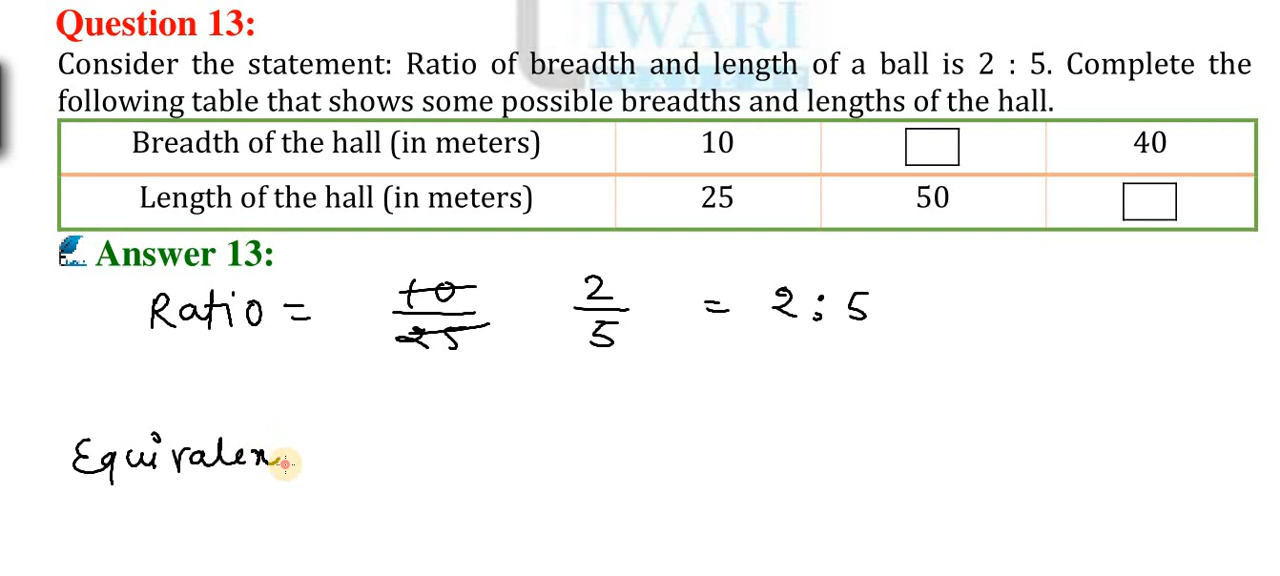 IWARI
Question 13:
Consider the statement: Ratio of breadth and length of a ball is 2 : 5. Complete the
following table that shows some possible breadths and lengths of the hall.
Breadth of the hall (in meters) 10 40
Length of the hall (in meters) 25 50
Answer 13:
Ratio = 10/25 2/5 = 2 : 5
Equivalen